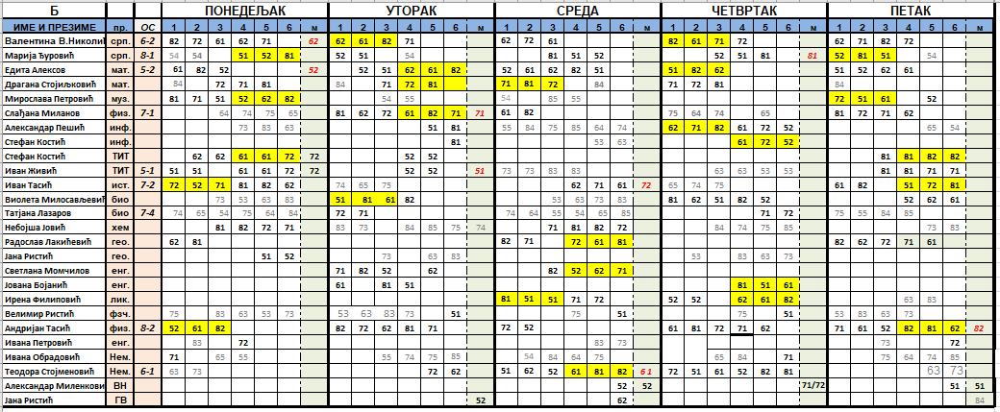 Б ПОНЕДЕЉАК УТОРАК СРЕДА ЧЕТВРТАК ПЕТАК
ИМЕ И ПРЕЗИМЕ пр. ОС 1 2 3 4 5 6 м 1 2 3 4 5 6 м 1 2 3 4 5 6 м 1 2 3 4 5 6 м 1 2 3 4 5 6 м
Валентина В.Николић срп. 6-2 82 72 61 62 71 62 62 61 82 71 62 72 61 82 61 71 72 62 71 82 72
Марија Ђуровић срп. 8-1 54 54 51 52 81 52 51 54 81 51 52 52 51 81 81 52 81 51 54
Едита Алексов мат. 5-2 61 82 52 52 52 51 61 82 82 52 51 62 82 51 51 82 62 51 52 62 61
Драгана Стојиљковић мат. 84 72 71 81 84 71 72 81 71 81 72 84 71 72 81 84
Мирослава Петровић муз. 81 71 51 52 62 82 54 55 54 85 55 72 51 61 52
Слађана Миланов физ. 7-1 64 74 75 65 81 62 72 61 82 71 71 61 82 75 64 74 65 81 72 71 62
Александар Пешић инф. 73 83 63 51 81 55 84 75 85 64 74 62 71 82 61 72 52 65 54
Стефан Костић инф. 81 53 63 61 72 52
Стефан Костић ТИТ 62 62 61 61 72 72 52 52 81 82 82
Иван Живић ТИТ 5-1 51 51 61 61 72 72 52 52 51 73 73 83 83 63 63 53 53 81 81 71 71
Иван Тасић ист. 7-2 72 52 71 81 82 62 74 65 75 62 71 61 72 65 74 75 61 82 51 72 81
Виолета Милосављевић био 73 53 63 83 51 81 61 82 53 63 73 83 81 62 51 82 52 52 62 61
Татјана Лазаров био 7-4 74 65 54 75 64 84 72 71 74 64 55 54 65 85 71 72 75 55 84 85
Небојша Јовић хем 81 82 72 71 83 73 84 85 75 74 71 81 82 72 84 74 75 85 73 83
Радослав Лакићевић гео. 62 81 82 71 72 61 81 82 62 72 71 61
Јана Ристић гео. 51 52 73 63 83 53 83 63 73
Светлана Момчилов енг. 71 82 52 62 82 52 62 71
Јована Бојанић енг. 61 81 51 81 51 61
Ирена Филиповић лик. 81 51 51 71 72 52 52 62 61 82 63 83
Велимир Ристић фзч. 75 83 63 53 73 53 63 83 73 51 75 51 75 51 53 83 63 73
Андријан Тасић физ. 8-2 52 61 82 82 72 62 81 71 72 52 61 81 72 71 62 71 61 52 82 81 62 82
Ивана Петровић енг. 83 72 83 73 73 72
Ивана Обрадовић Нем. 71 65 55 55 74 75 85 54 84 64 75 65 84 71 75 64 74 85
Теодора Стојменовић Нем. 6-1 63 73 72 62 51 62 52 61 81 82 61 72 51 61 52 82 81 63 73
Александар Миленковић ВН 52 52 71/72 51 51
Јана Ристић ГВ 52 62 84